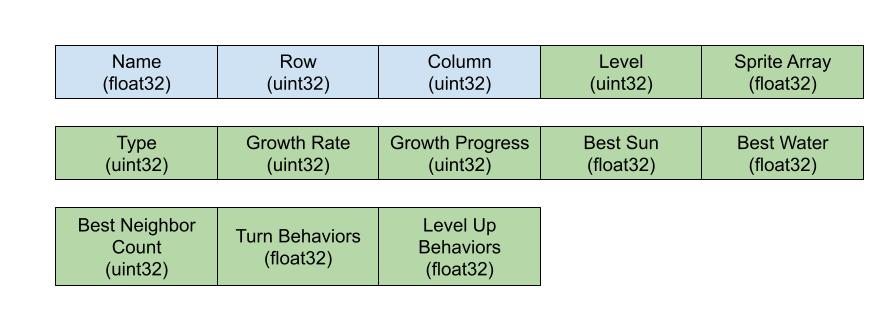 Name
(float32)
Row
(uint32)
Column
(uint32)
Level
(uint32)
Sprite Array
(float32)
Type
(uint32)
Growth Rate
(uint32)
Growth Progress
(uint32)
Best Sun
(float32)
Best Water
(float32)
Best Neighbor
Count
(uint32)
Turn Behaviors
(float32)
Level Up
Behaviors
(float32)